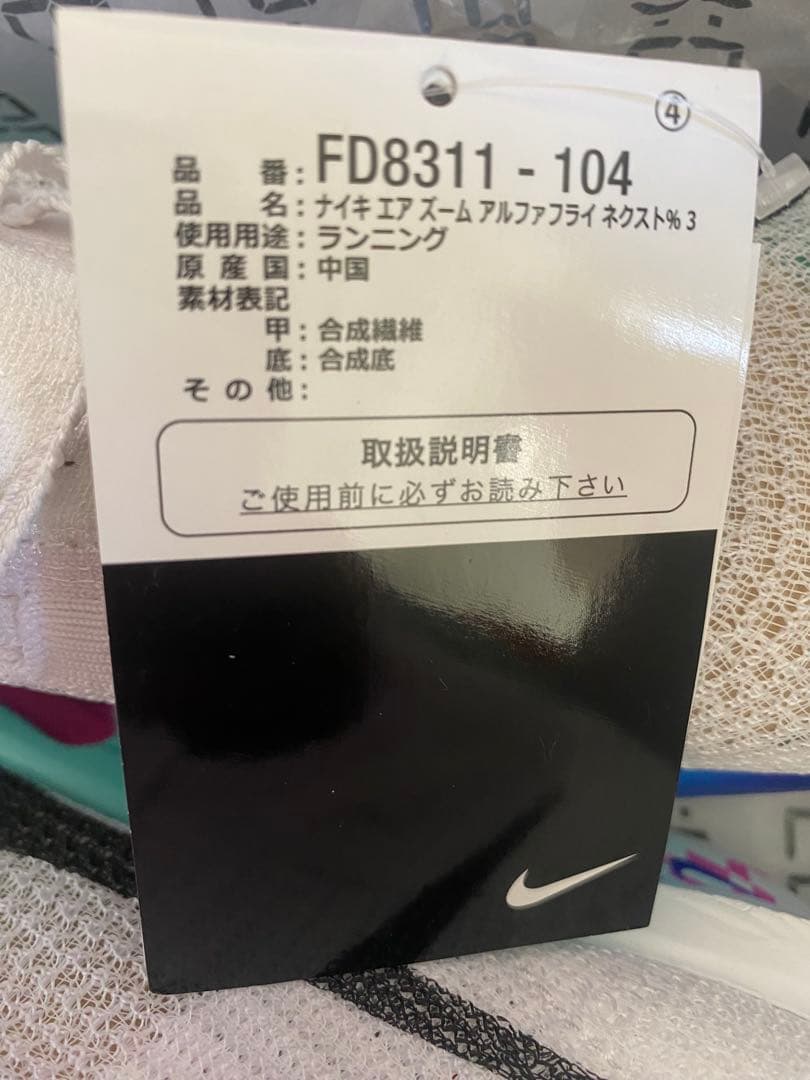 ④
品 番：FD8311 - 104
品 名：ナイキ エア ズーム アルファフライ ネクスト% 3
使用用途：ランニング
原 産 国：中国
素材表記
甲：合成繊維
底：合成底
そ の 他：
取扱説明書
ご使用前に必ずお読み下さい